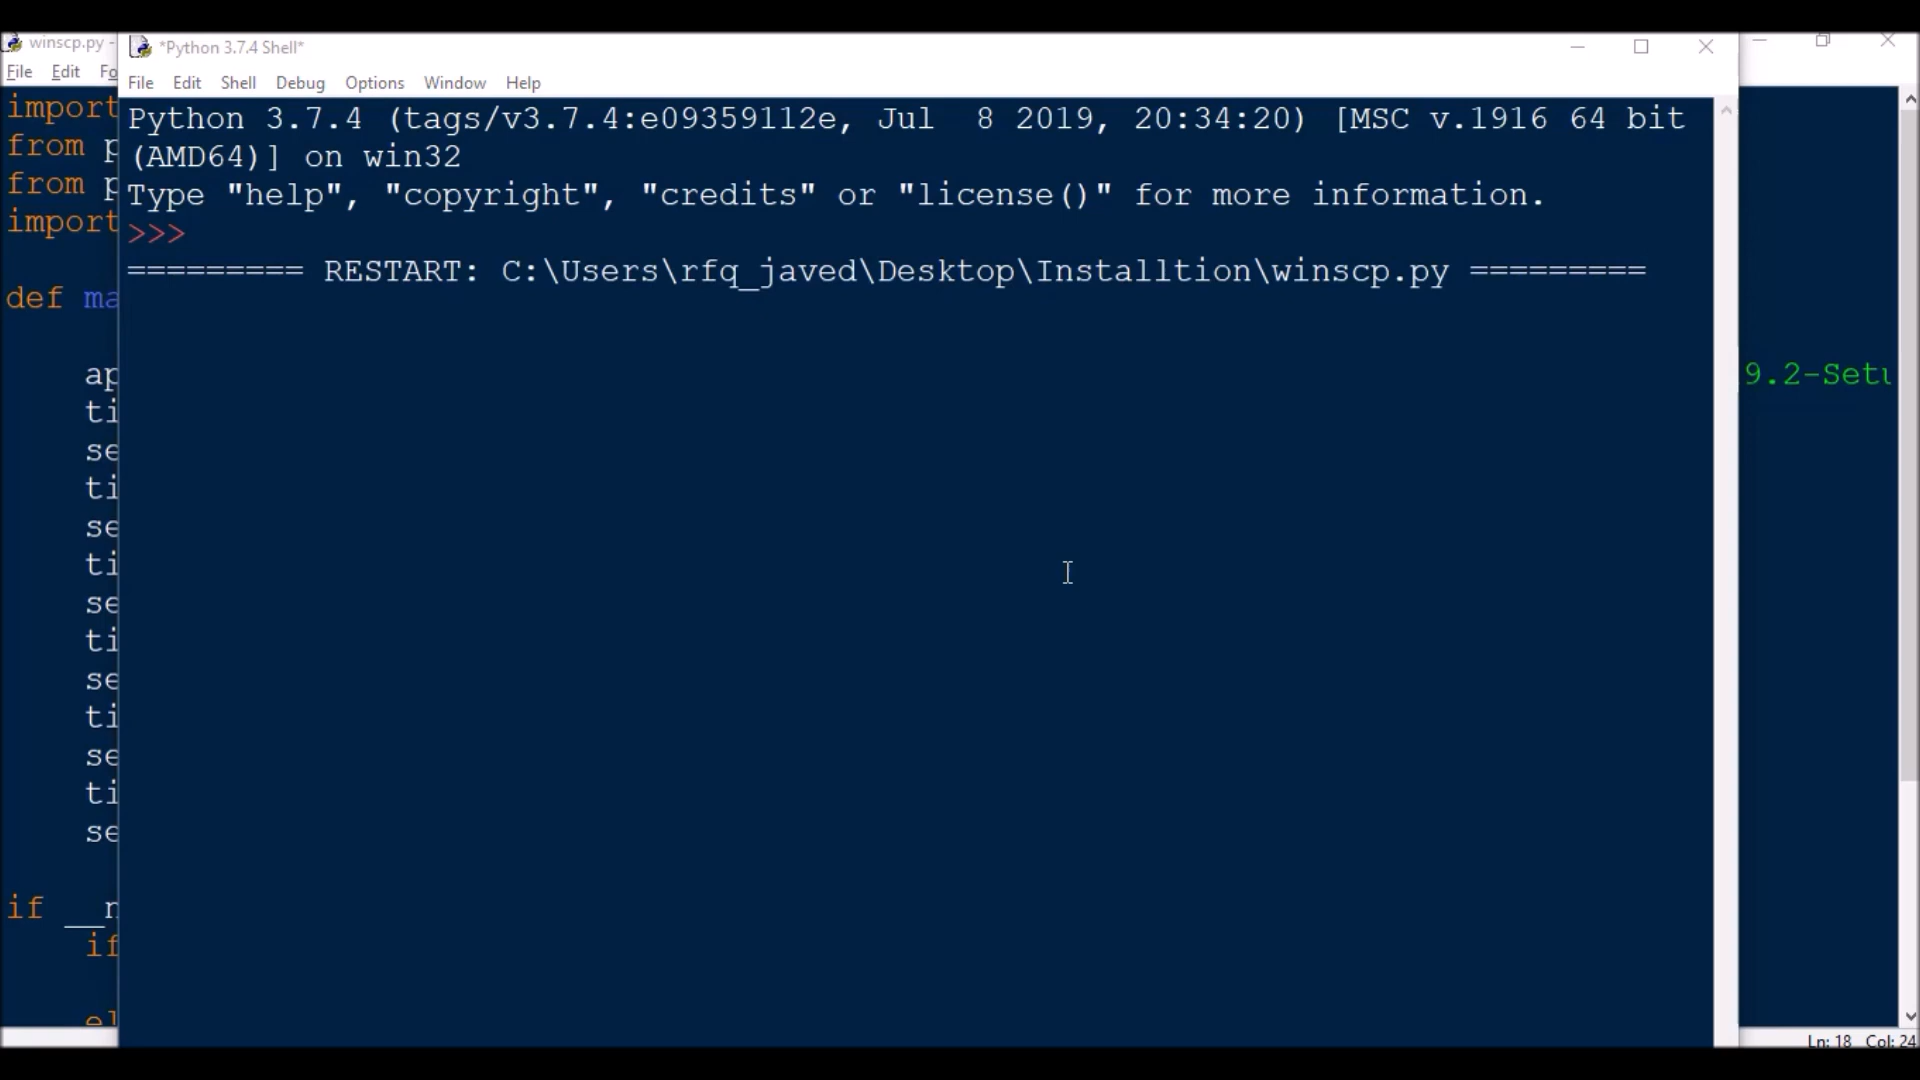 winscp.py -
*Python 3.7.4 Shell*
File Edit
File Edit Shell Debug Options Window Help
import
from
from
import
def
if
if
Python 3.7.4 (tags/v3.7.4:e09359112e, Jul  8 2019, 20:34:20) [MSC v.1916 64 bit
(AMD64)] on win32
Type "help", "copyright", "credits" or "license()" for more information.
>>>
========= RESTART: C:\Users\rfq_javed\Desktop\Installtion\winscp.py =========
Ln: 18 Col: 24